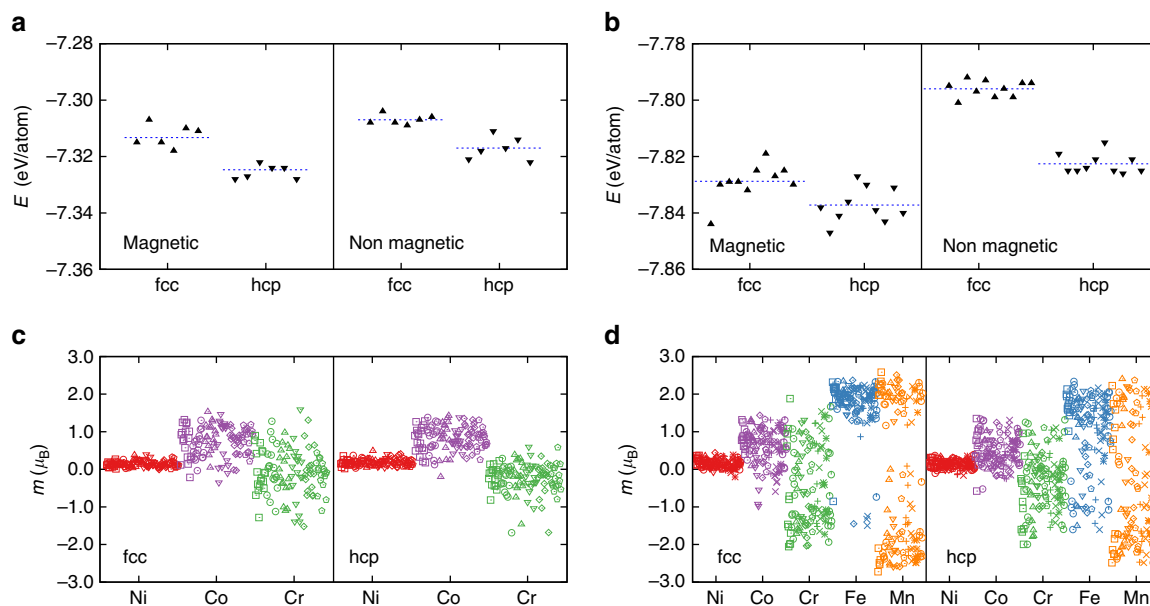 a
−7.28
−7.30
−7.32
−7.34
−7.36
E (eV/atom)
Magnetic
Non magnetic
fcc
hcp
fcc
hcp
b
−7.78
−7.80
−7.82
−7.84
−7.86
E (eV/atom)
Magnetic
Non magnetic
fcc
hcp
fcc
hcp
c
3.0
2.0
1.0
0.0
−1.0
−2.0
−3.0
m (μB)
fcc
hcp
Ni
Co
Cr
Ni
Co
Cr
d
3.0
2.0
1.0
0.0
−1.0
−2.0
−3.0
m (μB)
fcc
hcp
Ni
Co
Cr
Fe
Mn
Ni
Co
Cr
Fe
Mn